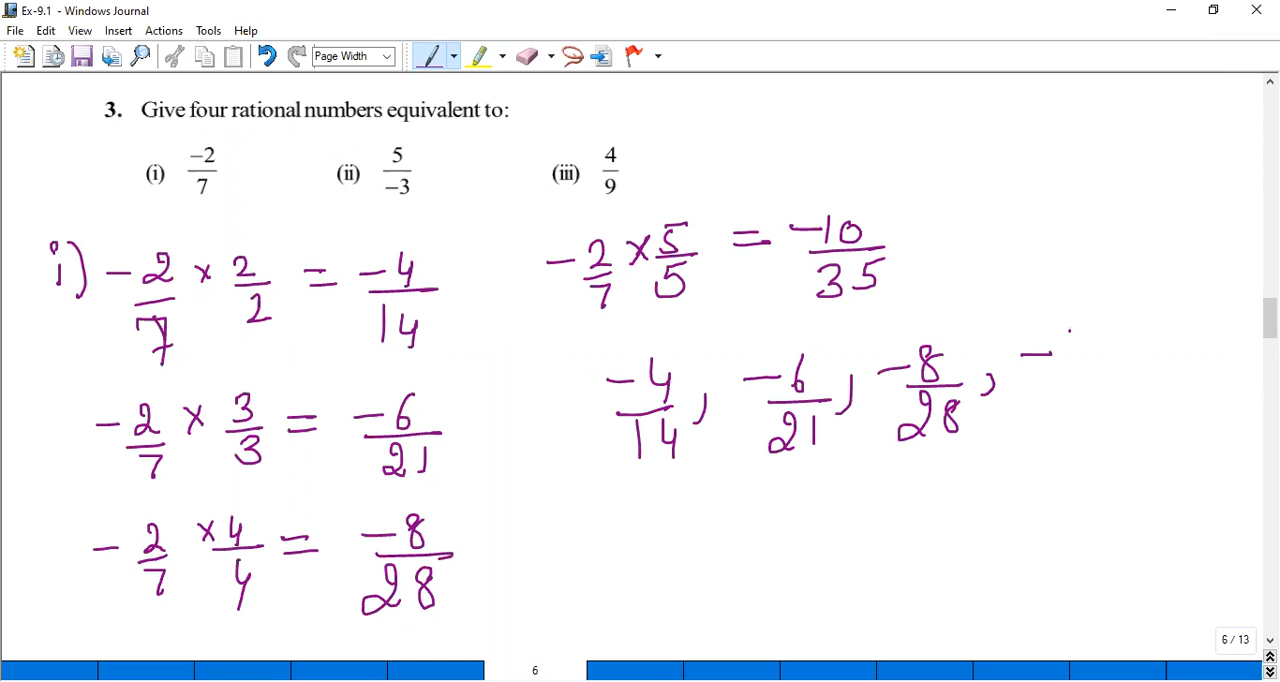 Ex-9.1 - Windows Journal
File Edit View Insert Actions Tools Help
Page Width
3. Give four rational numbers equivalent to:
(i) -2/7 (ii) 5/-3 (iii) 4/9
i) -2/7 × 2/2 = -4/14
-2/7 × 3/3 = -6/21
-2/7 × 4/4 = -8/28
-2/7 × 5/5 = -10/35
-4/14, -6/21, -8/28, -
6 / 13
6